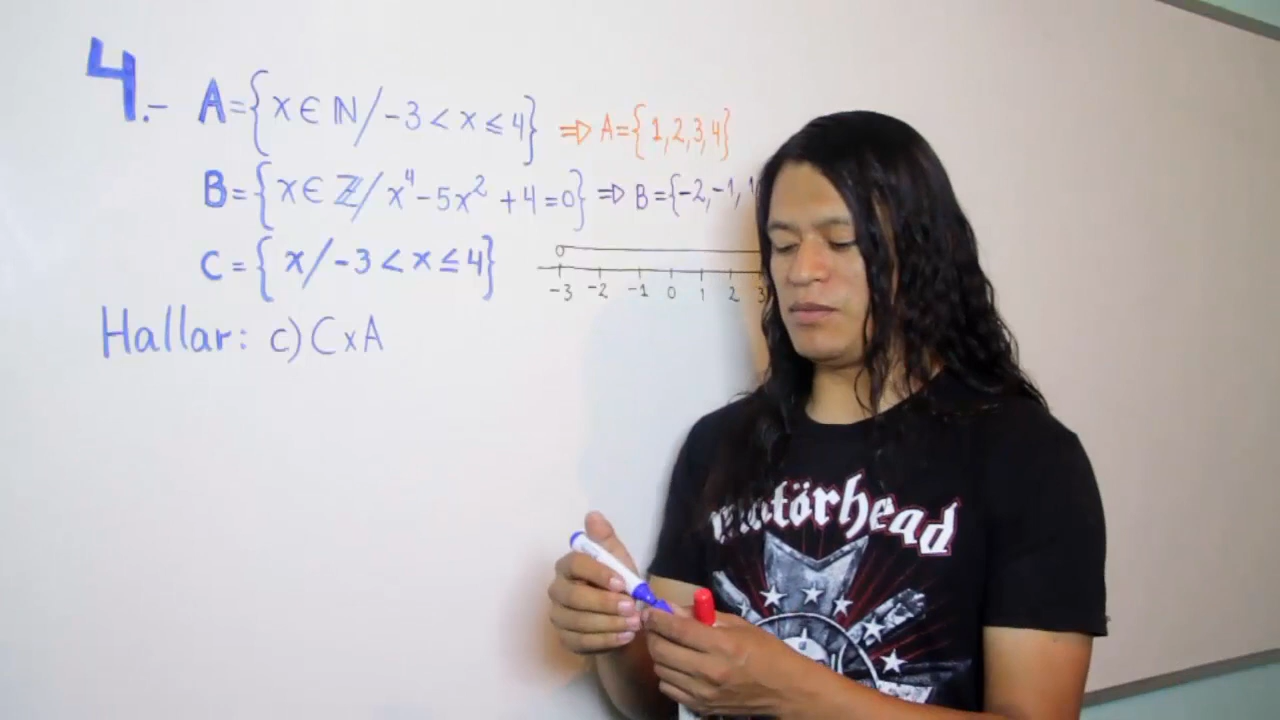 4.- A={x∈ℕ/-3<x≤4} ⇒ A={1,2,3,4}
B={x∈ℤ/x⁴-5x²+4=0} ⇒ B={-2,-1,1
C={x/-3<x≤4}
-3 -2 -1 0 1 2 3
Hallar: c) C x A
motörhead